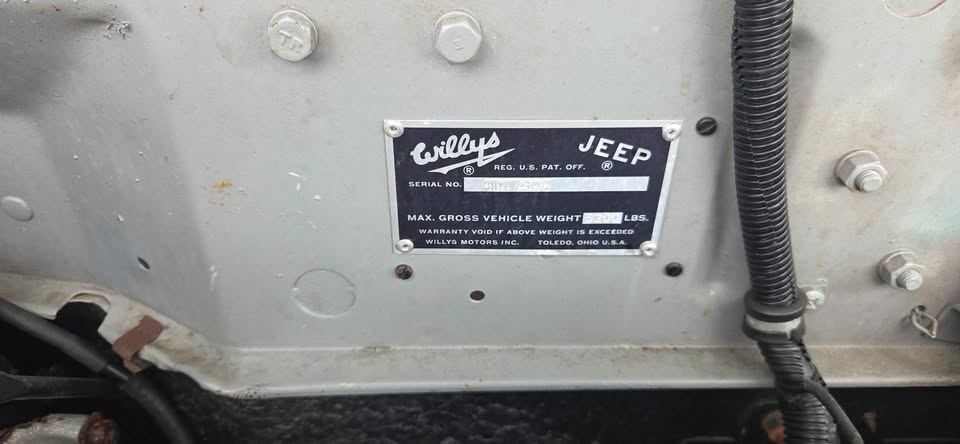 Willys JEEP
® REG. U.S. PAT. OFF. ®
SERIAL NO.
MAX. GROSS VEHICLE WEIGHT LBS.
WARRANTY VOID IF ABOVE WEIGHT IS EXCEEDED
WILLYS MOTORS INC. TOLEDO, OHIO U.S.A.